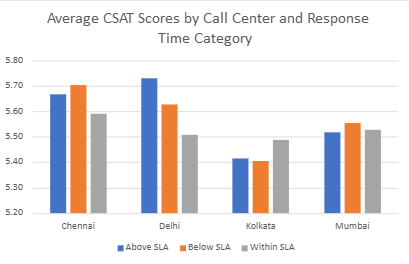 Average CSAT Scores by Call Center and Response
Time Category
5.80
5.70
5.60
5.50
5.40
5.30
5.20
Chennai Delhi Kolkata Mumbai
Above SLA Below SLA Within SLA